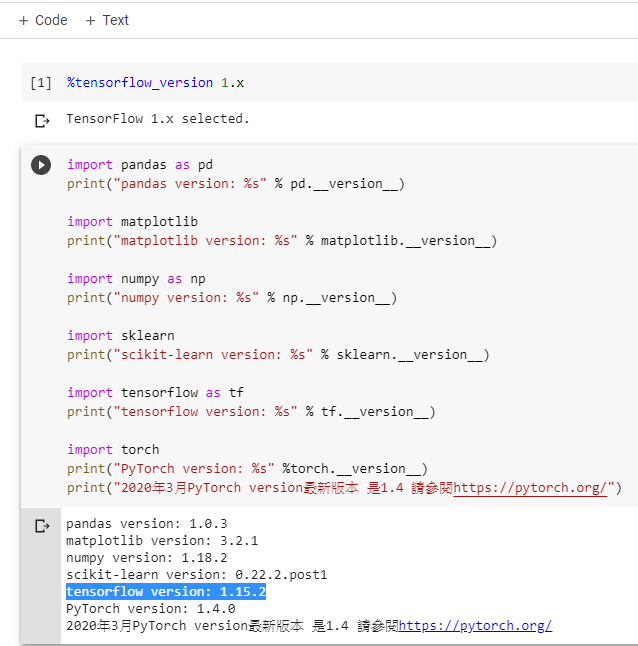 + Code + Text
[1] %tensorflow_version 1.x
TensorFlow 1.x selected.
import pandas as pd
print("pandas version: %s" % pd.__version__)
import matplotlib
print("matplotlib version: %s" % matplotlib.__version__)
import numpy as np
print("numpy version: %s" % np.__version__)
import sklearn
print("scikit-learn version: %s" % sklearn.__version__)
import tensorflow as tf
print("tensorflow version: %s" % tf.__version__)
import torch
print("PyTorch version: %s" %torch.__version__)
print("2020年3月PyTorch version最新版本 是1.4 請參閱https://pytorch.org/")
pandas version: 1.0.3
matplotlib version: 3.2.1
numpy version: 1.18.2
scikit-learn version: 0.22.2.post1
tensorflow version: 1.15.2
PyTorch version: 1.4.0
2020年3月PyTorch version最新版本 是1.4 請參閱https://pytorch.org/